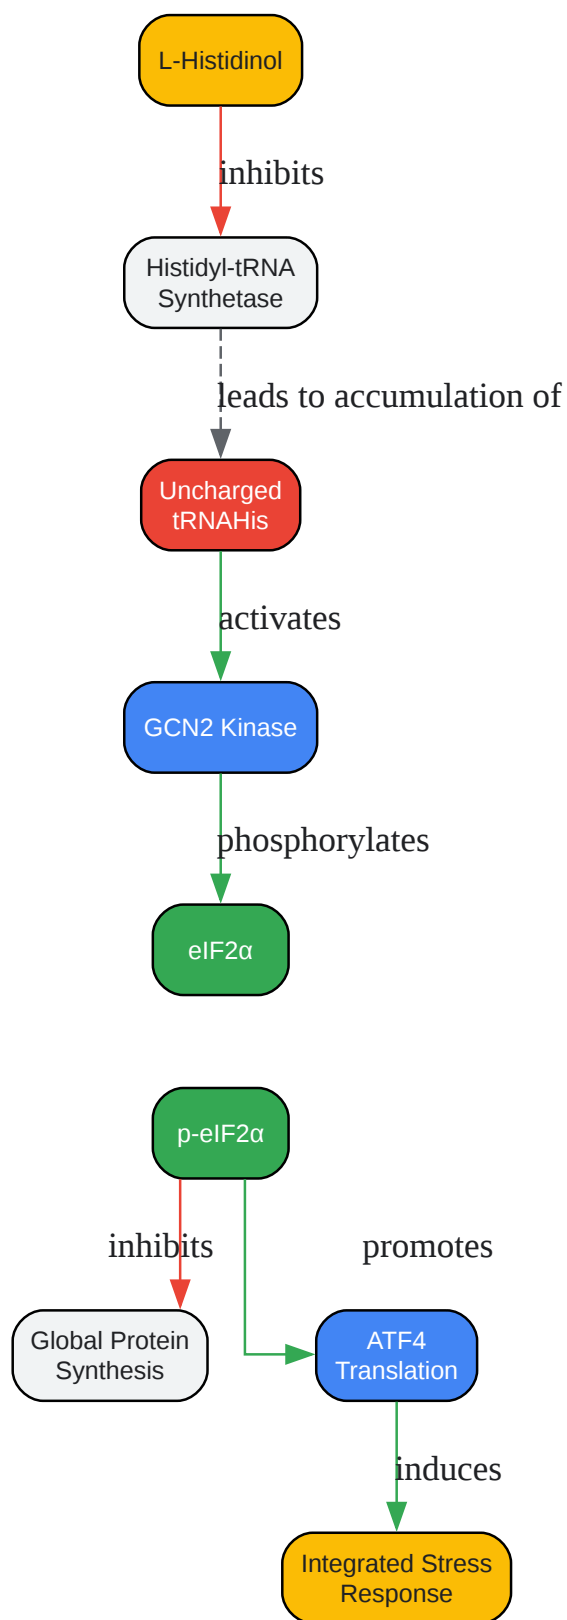 L-Histidinol
inhibits
Histidyl-tRNA
Synthetase
leads to accumulation of
Uncharged
tRNAHis
activates
GCN2 Kinase
phosphorylates
eIF2α
p-eIF2α
inhibits
promotes
Global Protein
Synthesis
ATF4
Translation
induces
Integrated Stress
Response